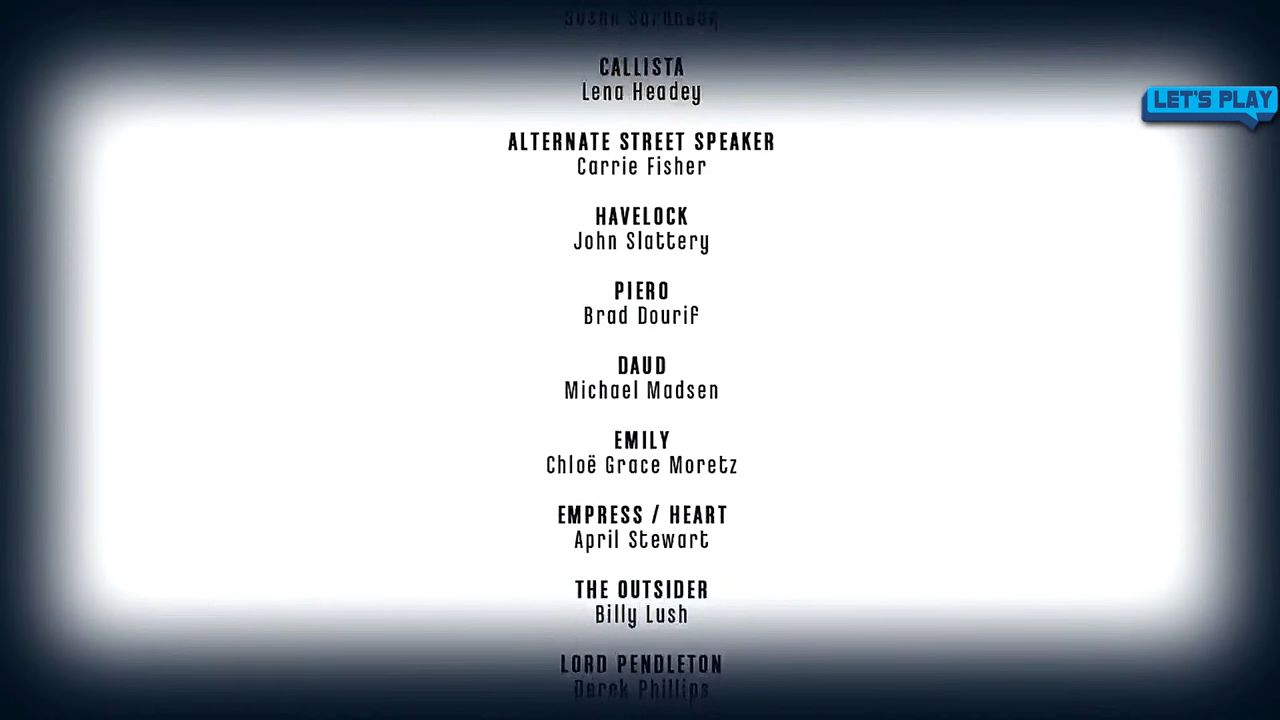 CALLISTA
Lena Headey
LET'S PLAY
ALTERNATE STREET SPEAKER
Carrie Fisher
HAVELOCK
John Slattery
PIERO
Brad Dourif
DAUD
Michael Madsen
EMILY
Chloë Grace Moretz
EMPRESS / HEART
April Stewart
THE OUTSIDER
Billy Lush
LORD PENDLETON
Derek Phillips